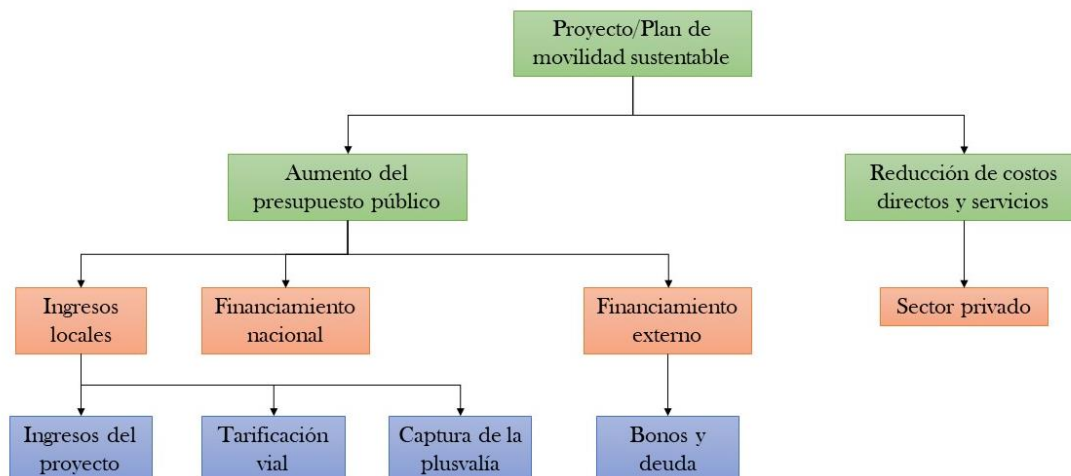 Proyecto/Plan de
movilidad sustentable
Aumento del
presupuesto público
Reducción de costos
directos y servicios
Ingresos
locales
Financiamiento
nacional
Financiamiento
externo
Sector privado
Ingresos del
proyecto
Tarificación
vial
Captura de la
plusvalía
Bonos y
deuda